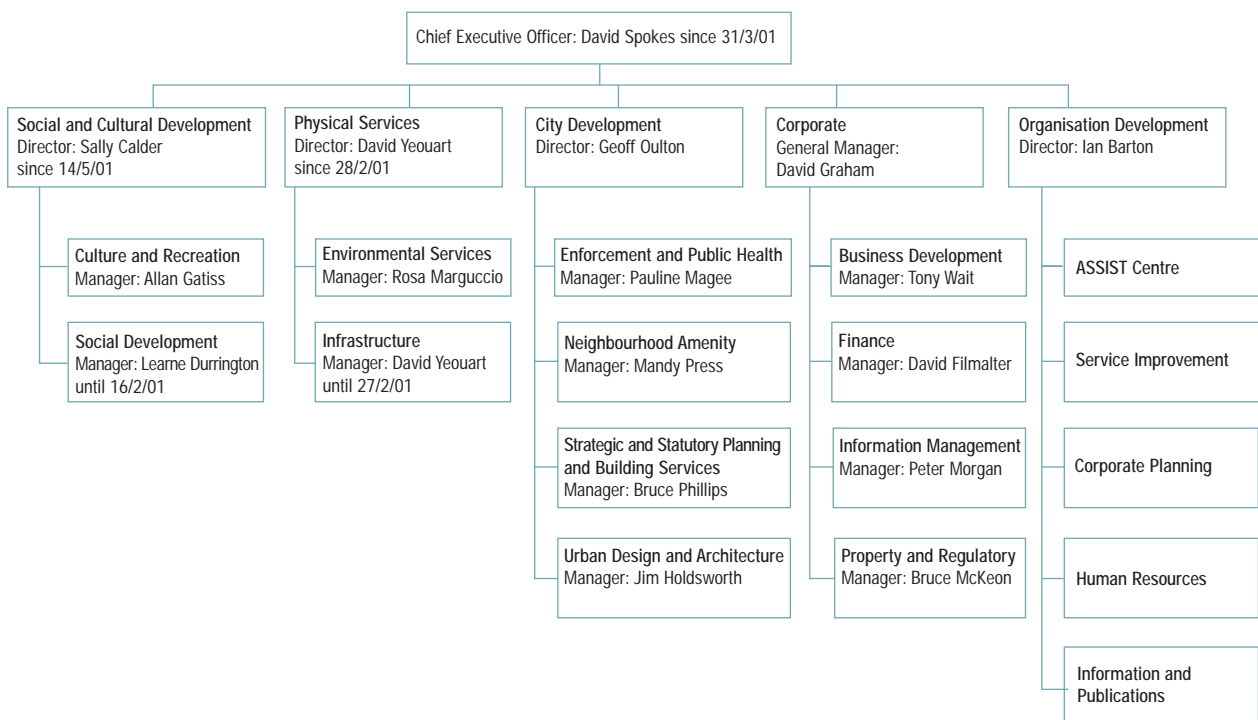 Chief Executive Officer: David Spokes since 31/3/01
Social and Cultural Development
Director: Sally Calder
since 14/5/01
Physical Services
Director: David Yeouart
since 28/2/01
City Development
Director: Geoff Oulton
Corporate
General Manager:
David Graham
Organisation Development
Director: Ian Barton
Culture and Recreation
Manager: Allan Gatiss
Social Development
Manager: Learne Durrington
until 16/2/01
Environmental Services
Manager: Rosa Marguccio
Infrastructure
Manager: David Yeouart
until 27/2/01
Enforcement and Public Health
Manager: Pauline Magee
Neighbourhood Amenity
Manager: Mandy Press
Strategic and Statutory Planning
and Building Services
Manager: Bruce Phillips
Urban Design and Architecture
Manager: Jim Holdsworth
Business Development
Manager: Tony Wait
Finance
Manager: David Filmalter
Information Management
Manager: Peter Morgan
Property and Regulatory
Manager: Bruce McKeon
ASSIST Centre
Service Improvement
Corporate Planning
Human Resources
Information and
Publications